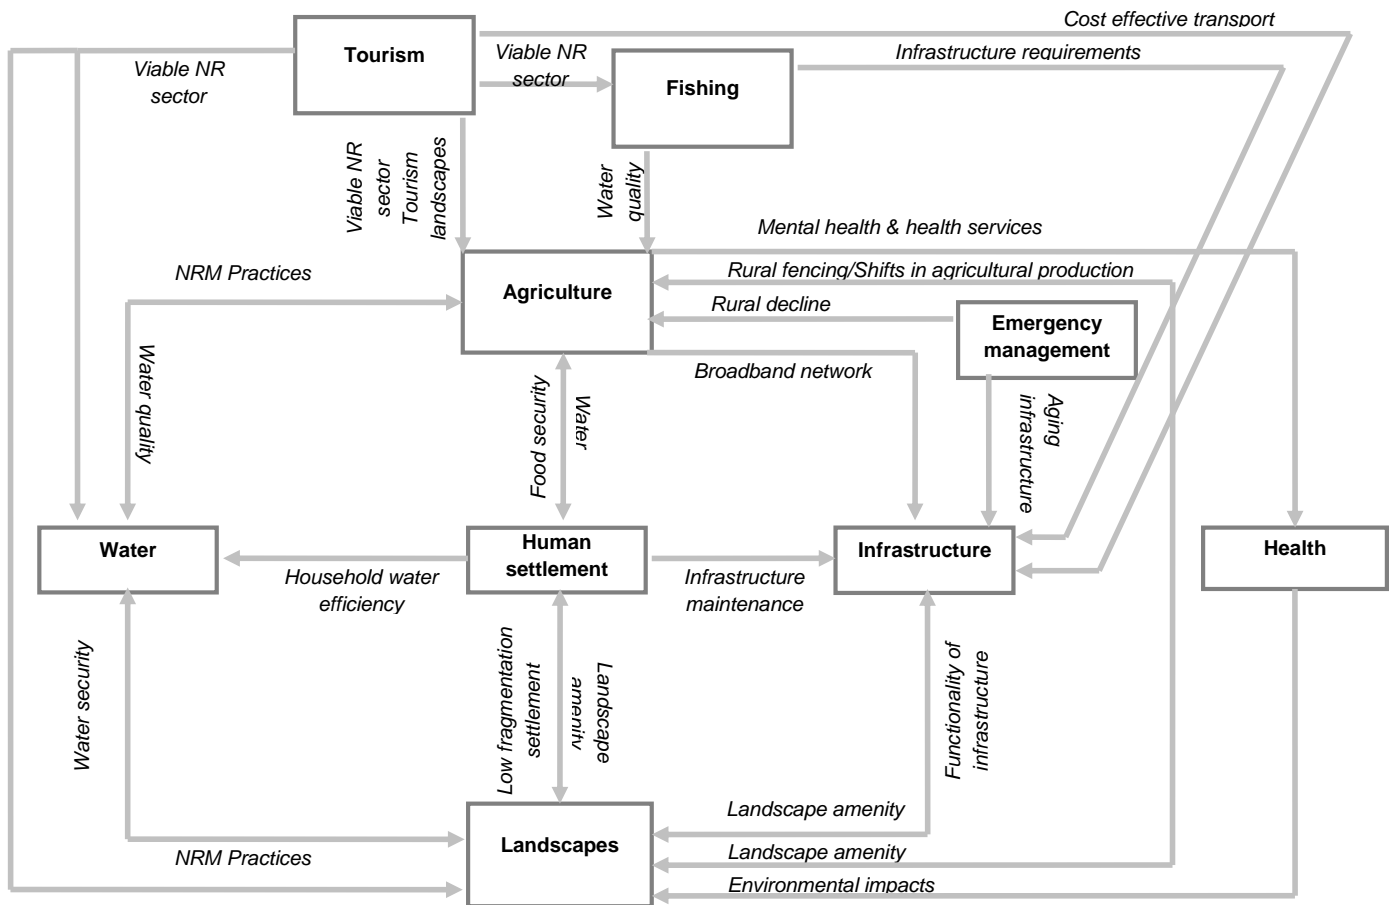 Cost effective transport
Tourism
Viable NR
sector
Viable NR
sector
Infrastructure requirements
Fishing
Viable NR
sector
Tourism
landscapes
Water
quality
Mental health & health services
NRM Practices
Rural fencing/Shifts in agricultural production
Agriculture
Rural decline
Emergency
management
Broadband network
Water quality
Food security
Water
Aging
infrastructure
Water
Human
settlement
Infrastructure
Health
Household water
efficiency
Infrastructure
maintenance
Water security
Low fragmentation
settlement
Landscape
amenity
Functionality of
infrastructure
Landscape amenity
NRM Practices
Landscapes
Landscape amenity
Environmental impacts